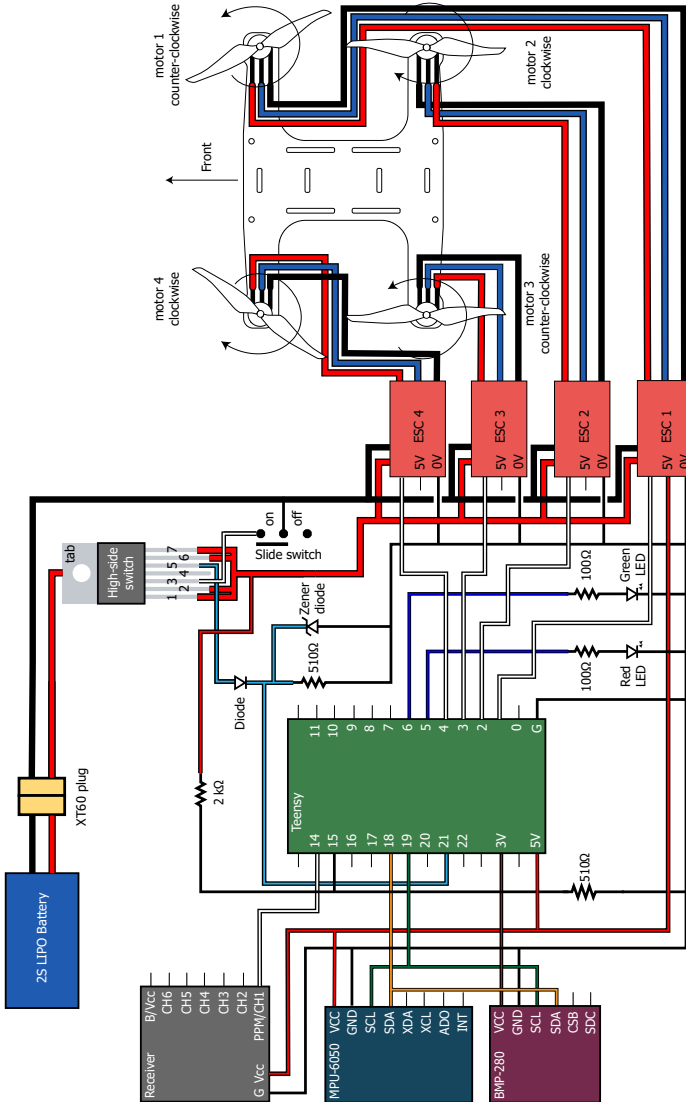 motor 1
counter-clockwise
motor 2
clockwise
Front
motor 4
clockwise
motor 3
counter-clockwise
ESC 4
5V
0V
ESC 3
5V
0V
ESC 2
5V
0V
ESC 1
5V
0V
tab
High-side
switch
1
2
3
4
5
6
7
on
off
Slide switch
Zener
diode
510Ω
Diode
100Ω
Green
LED
100Ω
Red
LED
XT60 plug
2S LIPO Battery
2 kΩ
Teensy
11
10
9
8
7
6
5
4
3
2
1
0
G
14
15
16
17
18
19
20
21
22
3V
5V
510Ω
Receiver
B/Vcc
CH6
CH5
CH4
CH3
CH2
PPM/CH1
G Vcc
MPU-6050
VCC
GND
SCL
SDA
XDA
XCL
ADO
INT
BMP-280
VCC
GND
SCL
SDA
CSB
SDC